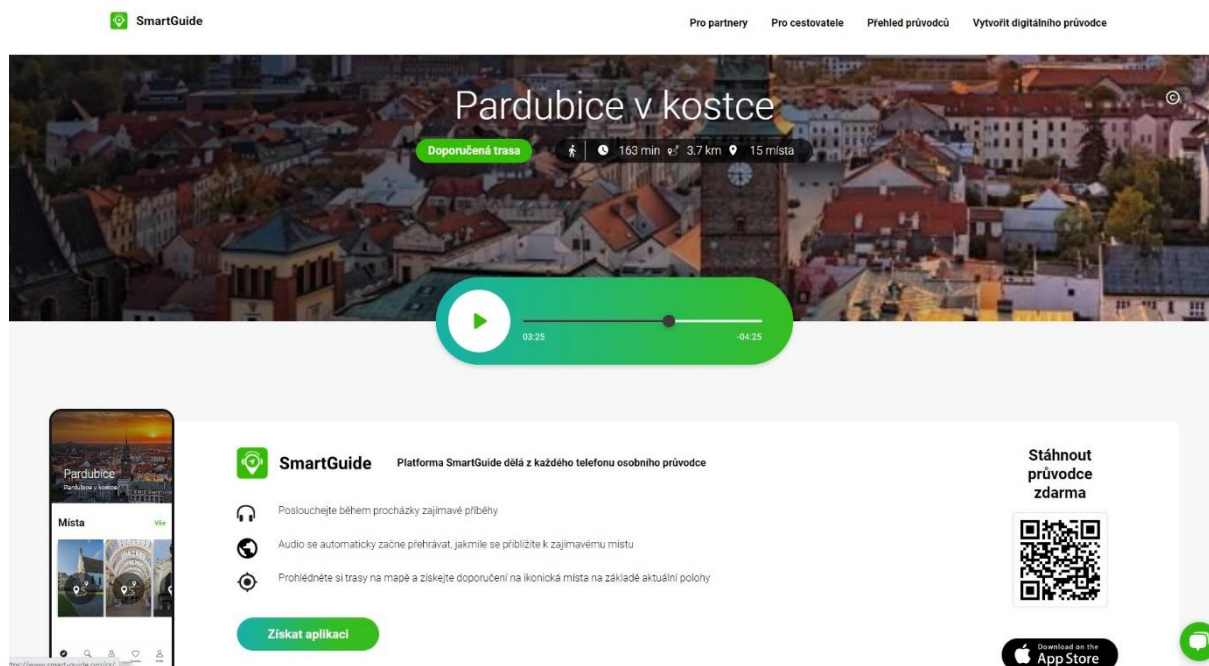 SmartGuide
Pro partnery Pro cestovatele Přehled průvodců Vytvořit digitálního průvodce
Pardubice v kostce
©
Doporučená trasa 163 min 3.7 km 15 místa
03:25 -04:25
Pardubice
Pardubice v kostce
Místa Vše
SmartGuide Platforma SmartGuide dělá z každého telefonu osobního průvodce
Poslouchejte během procházky zajímavé příběhy
Audio se automaticky začne přehrávat, jakmile se přiblížíte k zajímavému místu
Prohlédněte si trasy na mapě a získejte doporučení na ikonická místa na základě aktuální polohy
Získat aplikaci
Stáhnout
průvodce
zdarma
Download on the
App Store